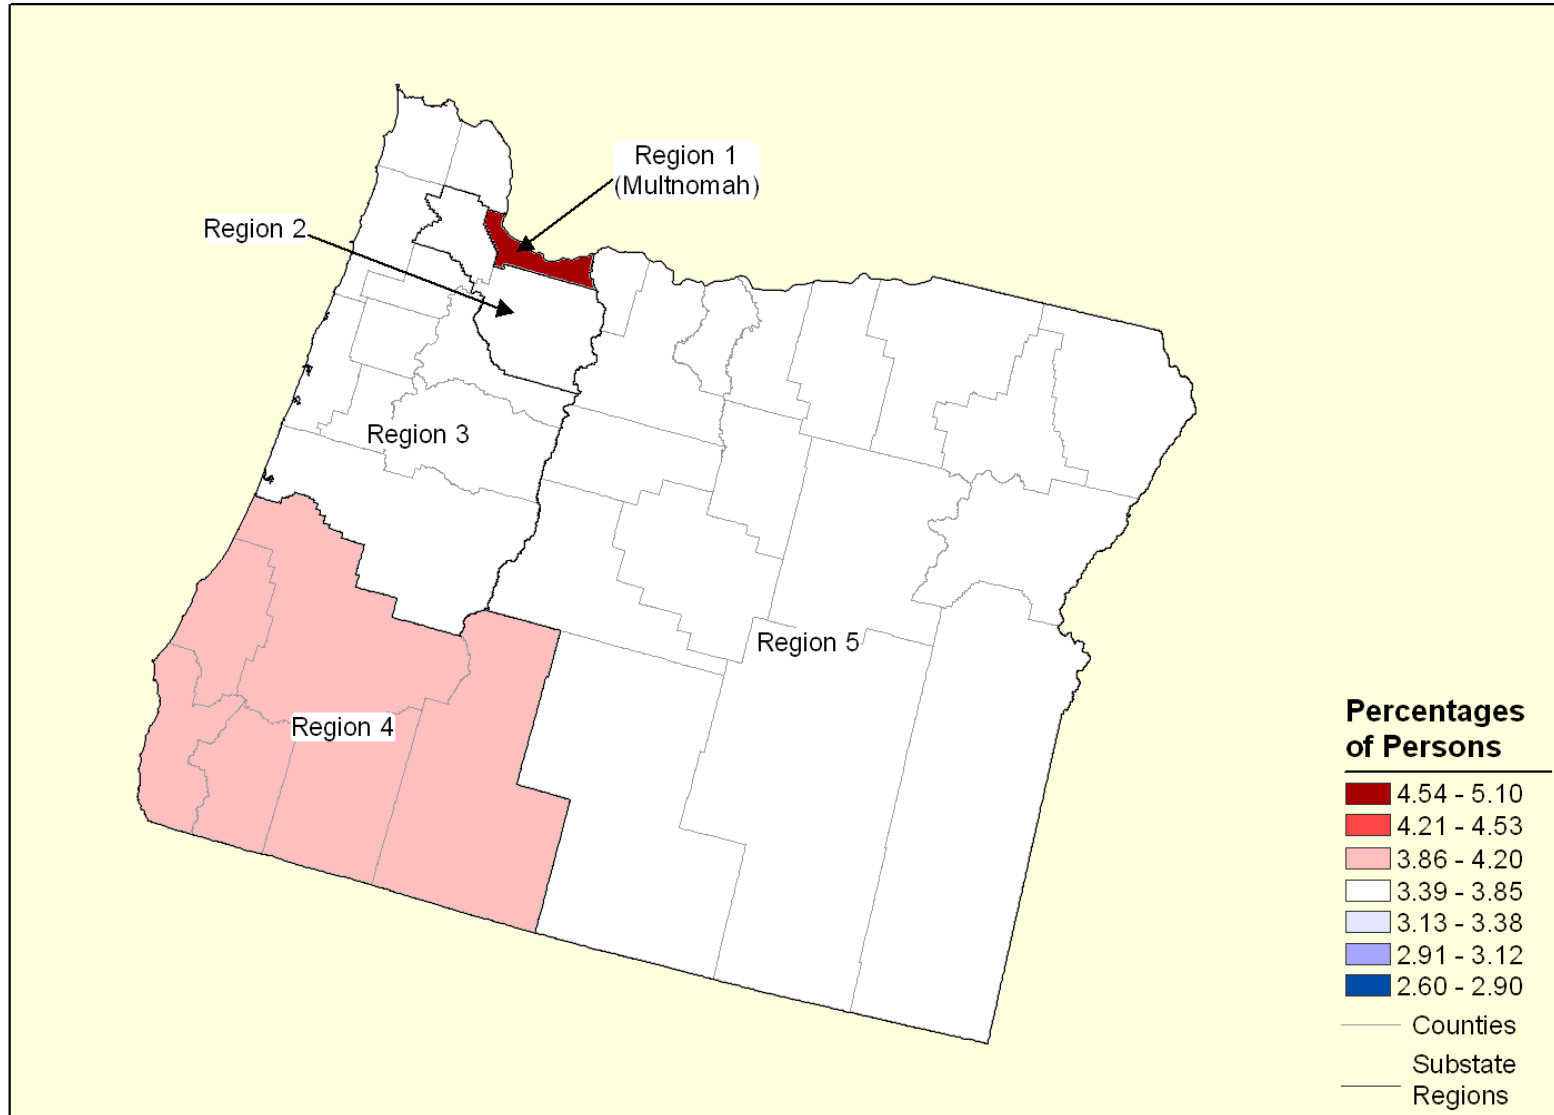 Region 1
(Multnomah)
Region 2
Region 3
Region 5
Region 4
Percentages
of Persons
4.54 - 5.10
4.21 - 4.53
3.86 - 4.20
3.39 - 3.85
3.13 - 3.38
2.91 - 3.12
2.60 - 2.90
Counties
Substate
Regions